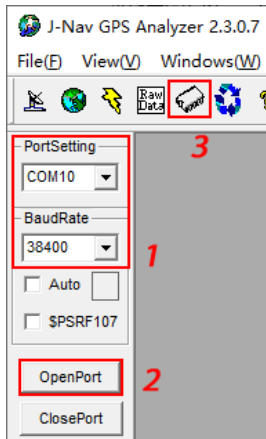 J-Nav GPS Analyzer 2.3.0.7
File(F) View(V) Windows(W)
Raw
Data
PortSetting
3
COM10
BaudRate
38400
1
Auto
$PSRF107
OpenPort
2
ClosePort